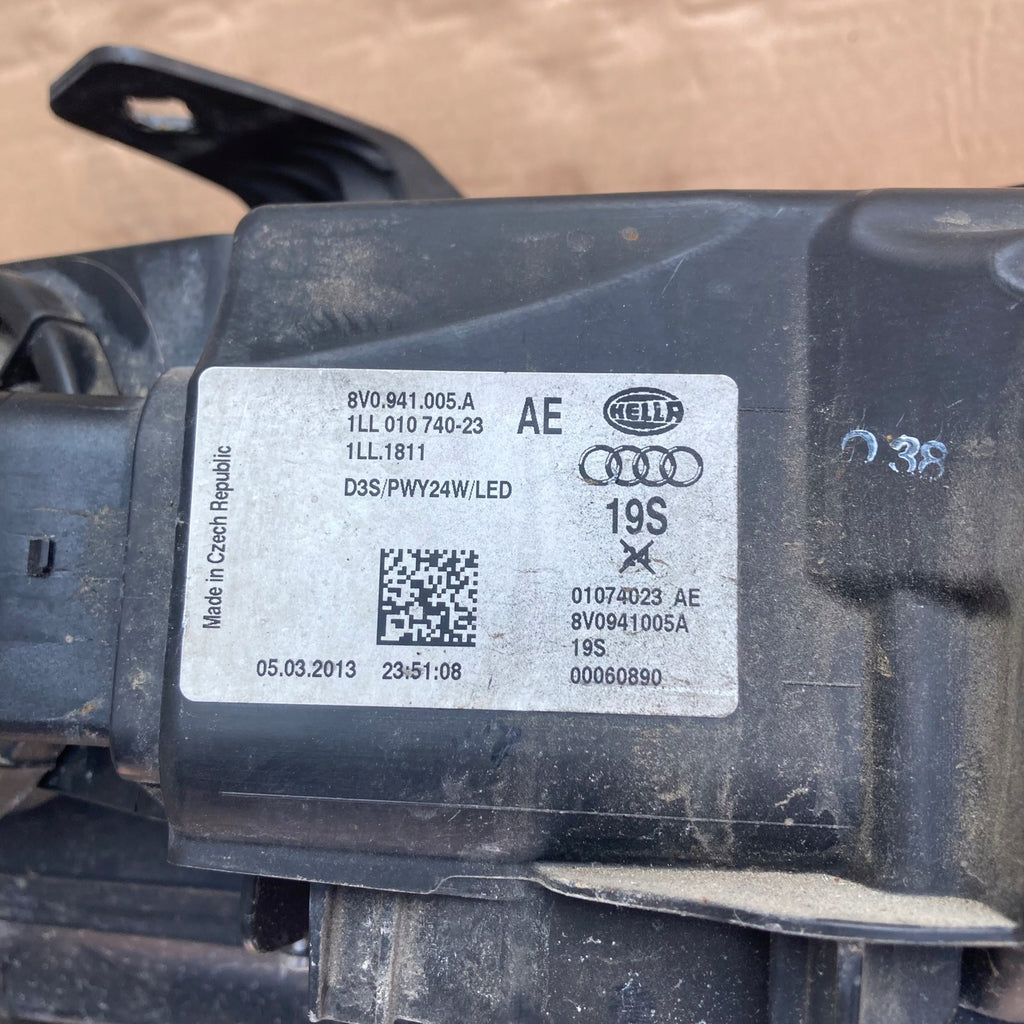 8V0.941.005.A
1LL 010 740-23
1LL.1811
D3S/PWY24W/LED
AE
HELLA
19S
24
01074023 AE
8V0941005A
19S
00060890
Made in Czech Republic
05.03.2013 23:51:08
38